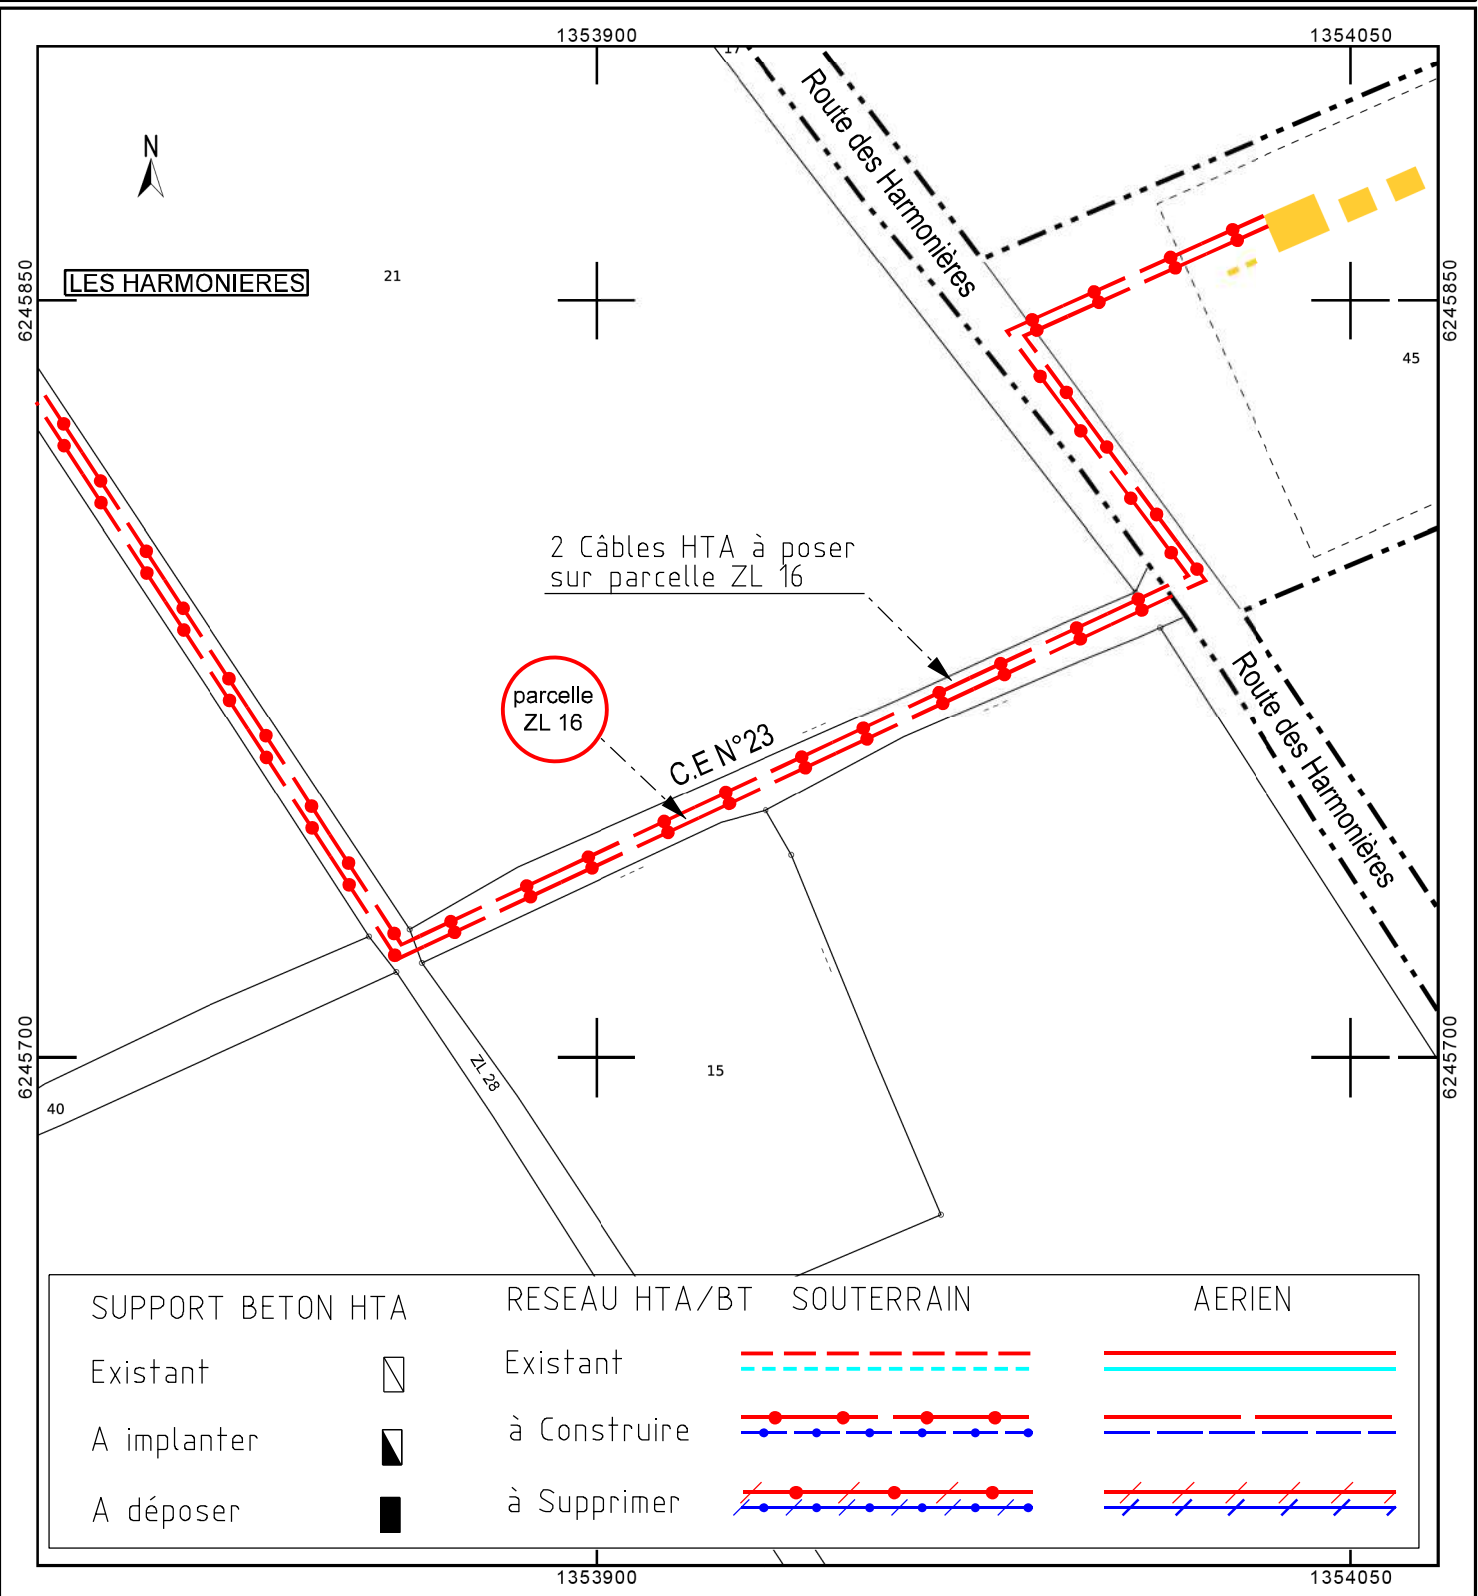 1353900
1354050
17
Route des Harmonières
N
LES HARMONIERES
21
6245850
6245850
45
2 Câbles HTA à poser
sur parcelle ZL 16
parcelle
ZL 16
C.E N°23
Route des Harmonières
6245700
6245700
ZL 28
15
40
SUPPORT BETON HTA
Existant
A implanter
A déposer
RESEAU HTA/BT
SOUTERRAIN
AERIEN
Existant
à Construire
à Supprimer
1353900
1354050